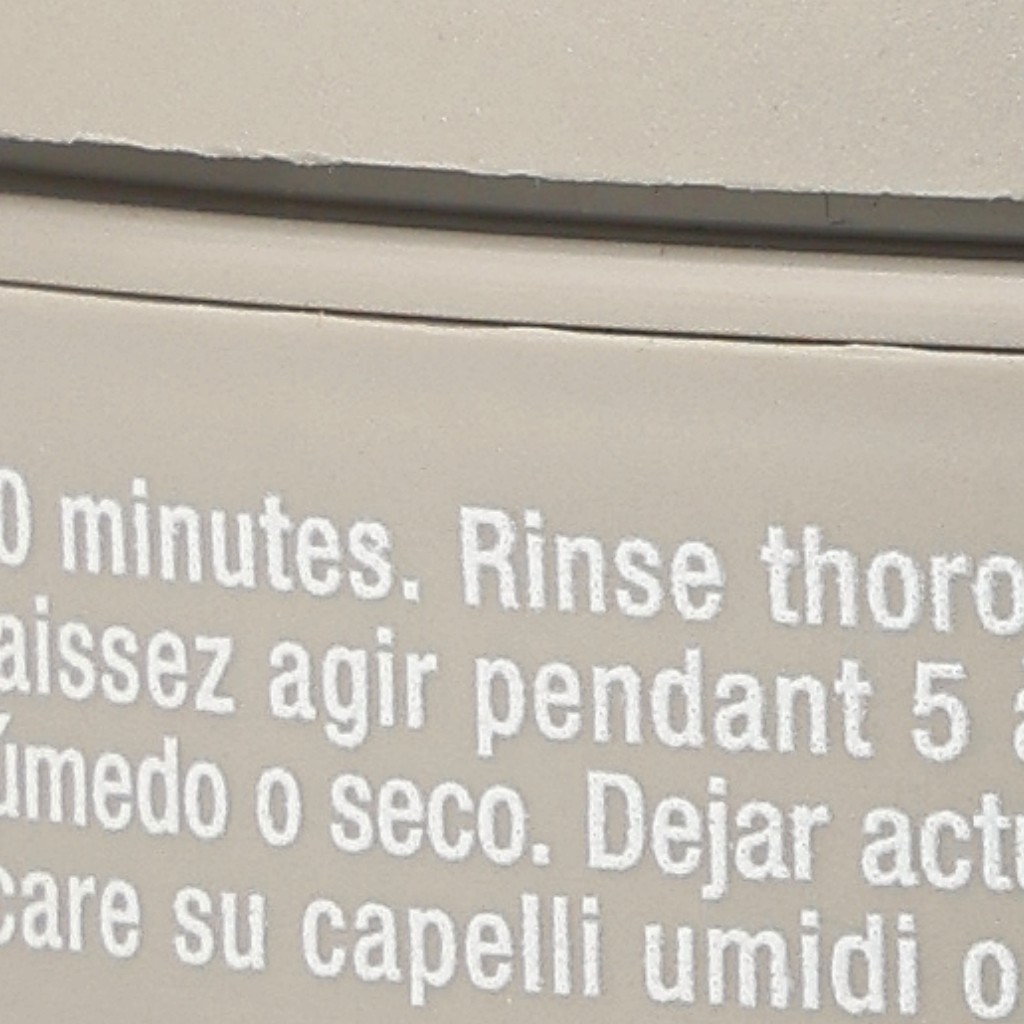 0 minutes. Rinse thoro
aissez agir pendant 5 à
úmedo o seco. Dejar actu
care su capelli umidi o